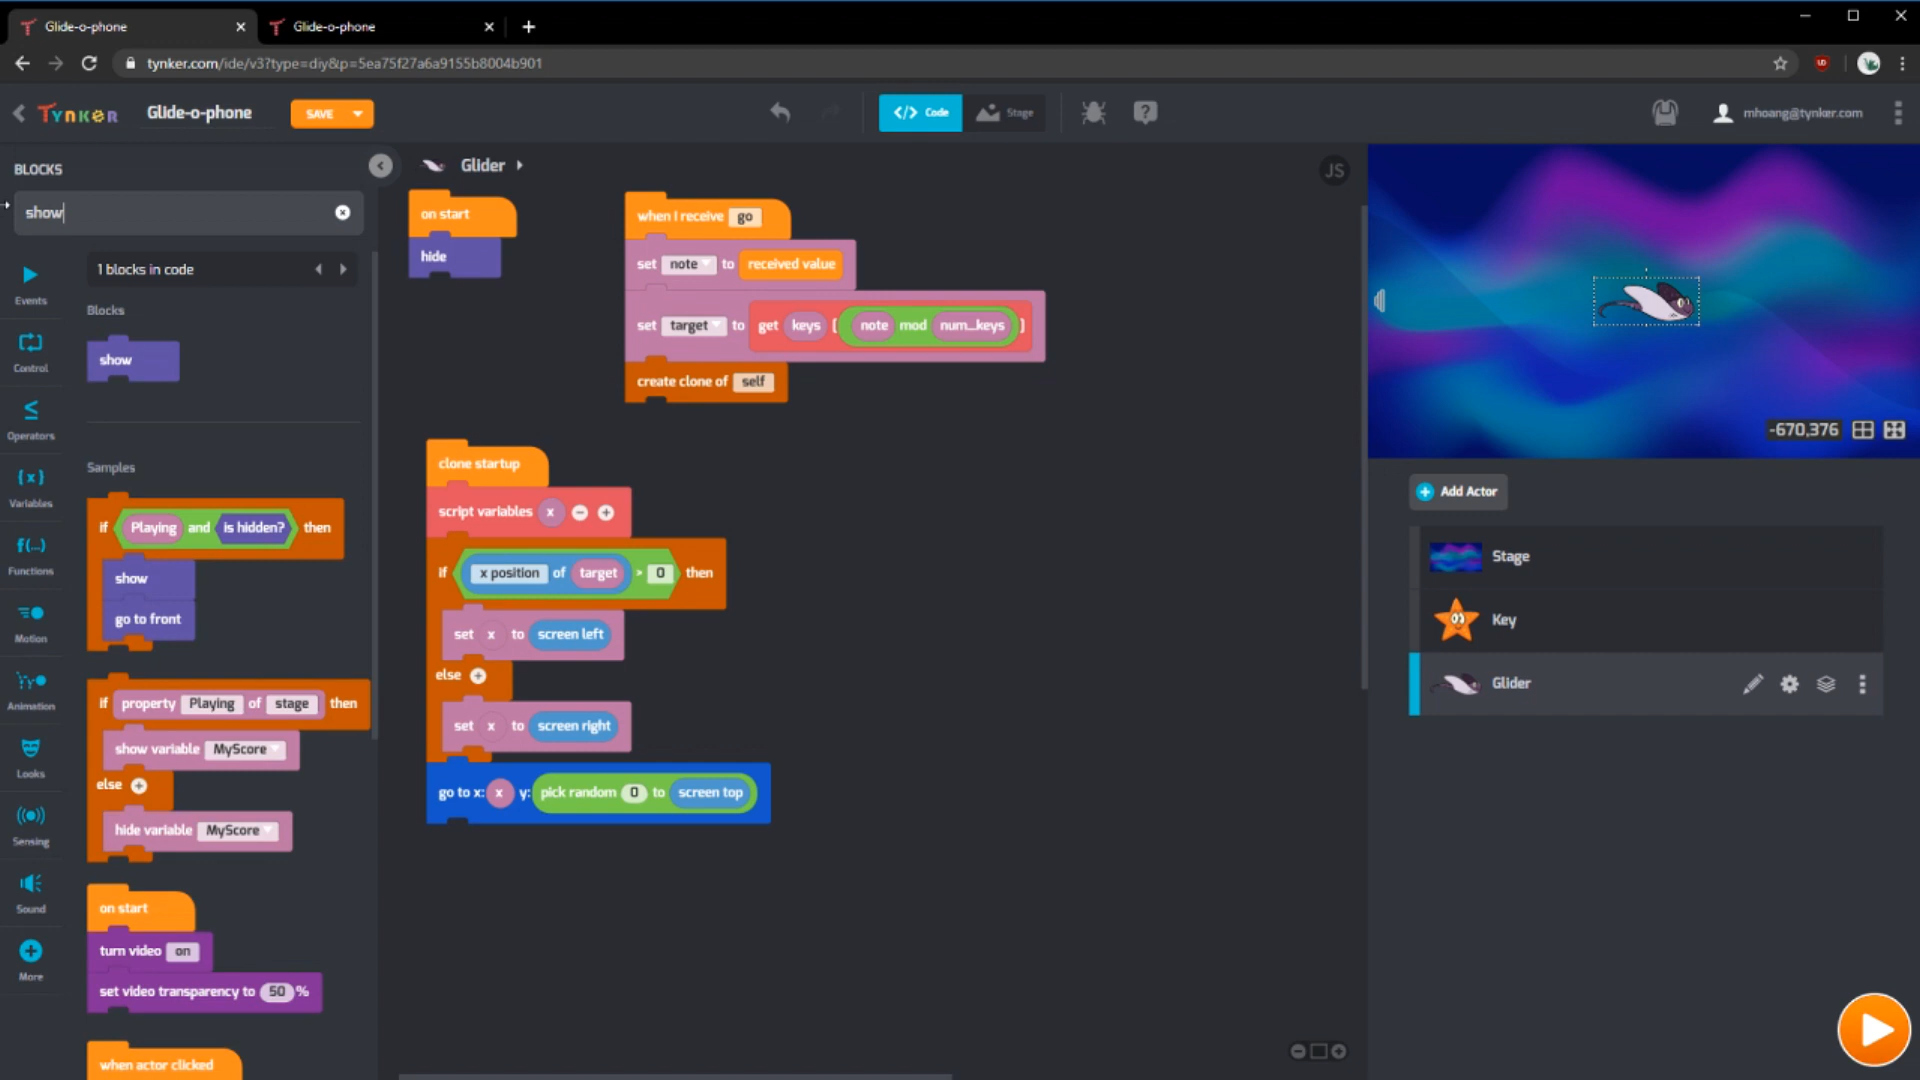 Glide-o-phone
Glide-o-phone
tynker.com/ide/v3?type=diy&p=5ea75f27a6a9155b8004b901
TYNKER
Glide-o-phone
SAVE
</> Code
Stage
mhoang@tynker.com
BLOCKS
show
1 blocks in code
Blocks
show
Samples
if Playing and is hidden? then
show
go to front
if property Playing of stage then
show variable MyScore
else
hide variable MyScore
on start
turn video on
set video transparency to 50 %
when actor clicked
Events
Control
Operators
{x}
Variables
f(...)
Functions
Motion
Animation
Looks
Sensing
Sound
More
Glider
JS
on start
hide
when I receive go
set note to received value
set target to get keys [ note mod num_keys ]
create clone of self
clone startup
script variables x
if x position of target > 0 then
set x to screen left
else
set x to screen right
go to x: x y: pick random 0 to screen top
-670,376
Add Actor
Stage
Key
Glider